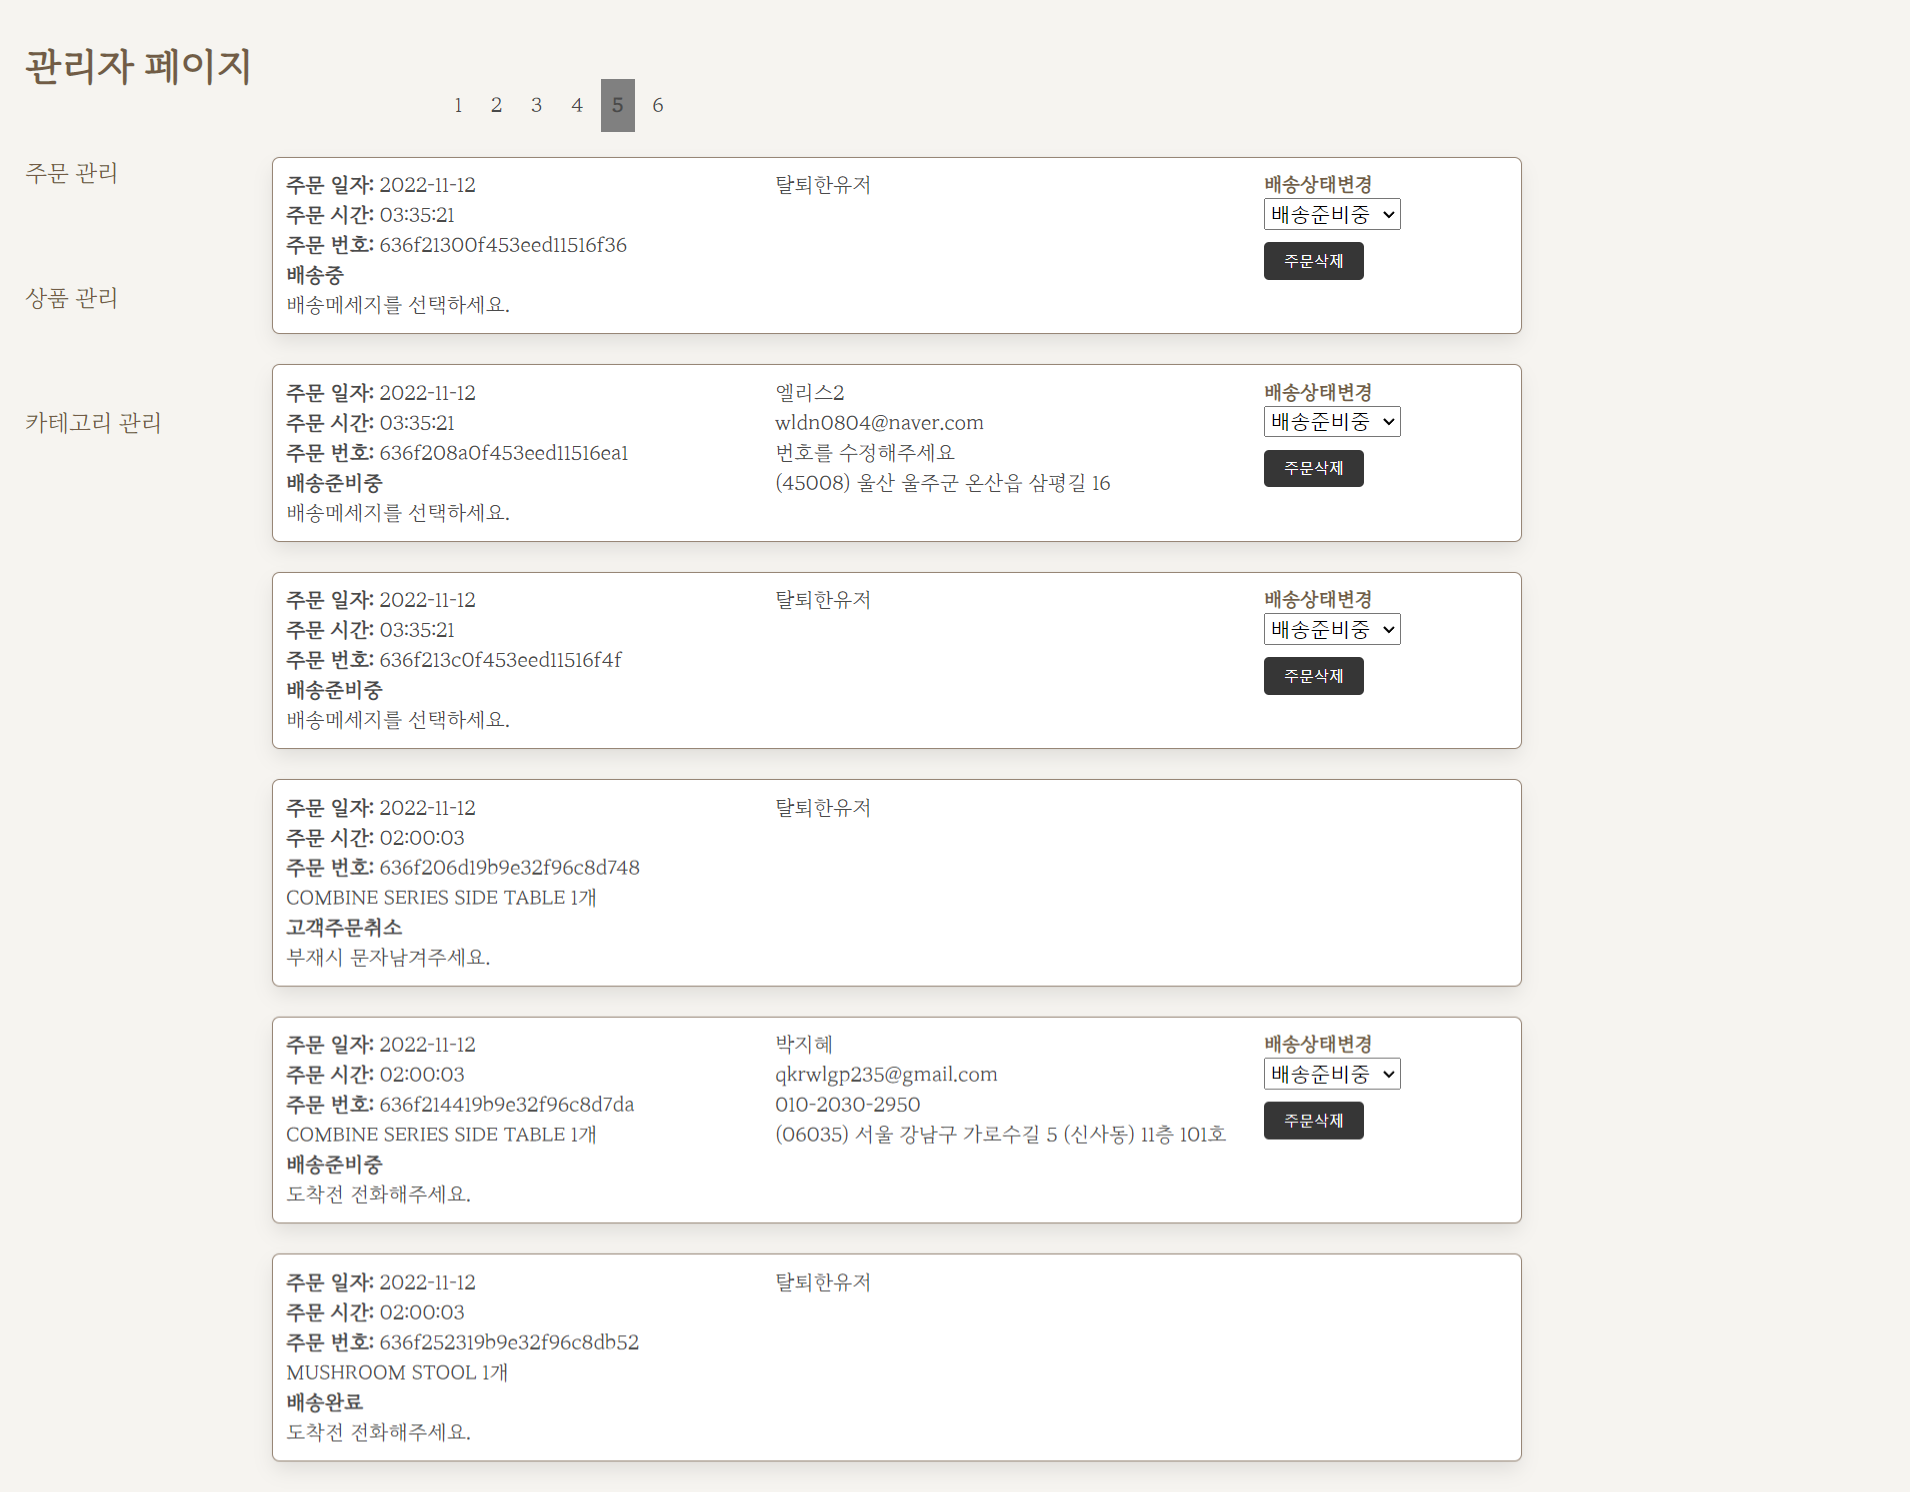 관리자 페이지
1 2 3 4 5 6
주문 관리
상품 관리
카테고리 관리
주문 일자: 2022-11-12
주문 시간: 03:35:21
주문 번호: 636f21300f453eed11516f36
배송중
배송메세지를 선택하세요.
탈퇴한유저
배송상태변경
배송준비중
주문삭제
주문 일자: 2022-11-12
주문 시간: 03:35:21
주문 번호: 636f208a0f453eed11516ea1
배송준비중
배송메세지를 선택하세요.
엘리스2
wldn0804@naver.com
번호를 수정해주세요
(45008) 울산 울주군 온산읍 삼평길 16
배송상태변경
배송준비중
주문삭제
주문 일자: 2022-11-12
주문 시간: 03:35:21
주문 번호: 636f213c0f453eed11516f4f
배송준비중
배송메세지를 선택하세요.
탈퇴한유저
배송상태변경
배송준비중
주문삭제
주문 일자: 2022-11-12
주문 시간: 02:00:03
주문 번호: 636f206d19b9e32f96c8d748
COMBINE SERIES SIDE TABLE 1개
고객주문취소
부재시 문자남겨주세요.
탈퇴한유저
주문 일자: 2022-11-12
주문 시간: 02:00:03
주문 번호: 636f214419b9e32f96c8d7da
COMBINE SERIES SIDE TABLE 1개
배송준비중
도착전 전화해주세요.
박지혜
qkrwlgp235@gmail.com
010-2030-2950
(06035) 서울 강남구 가로수길 5 (신사동) 11층 101호
배송상태변경
배송준비중
주문삭제
주문 일자: 2022-11-12
주문 시간: 02:00:03
주문 번호: 636f252319b9e32f96c8db52
MUSHROOM STOOL 1개
배송완료
도착전 전화해주세요.
탈퇴한유저